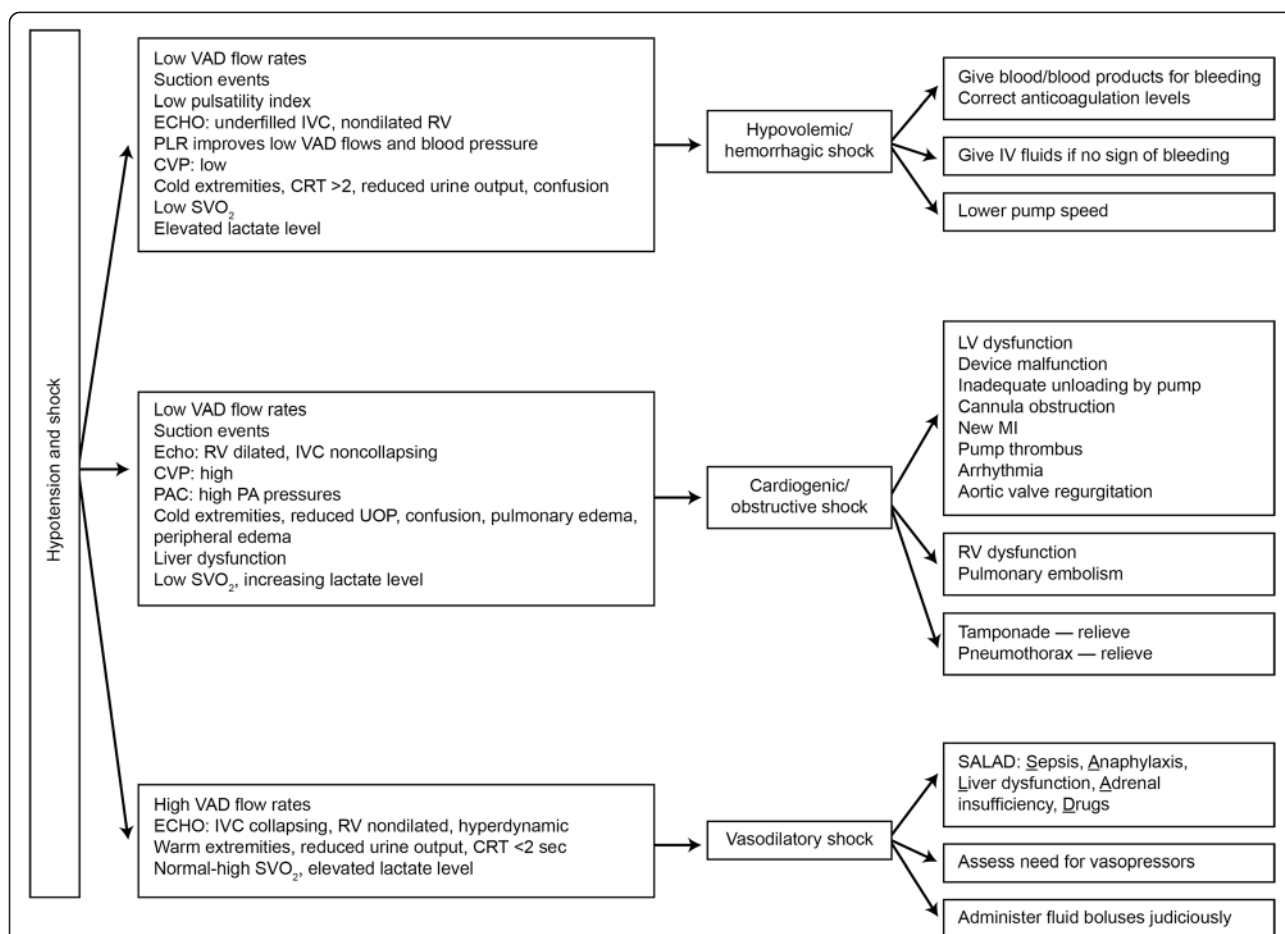 Hypotension and shock
Low VAD flow rates
Suction events
Low pulsatility index
ECHO: underfilled IVC, nondilated RV
PLR improves low VAD flows and blood pressure
CVP: low
Cold extremities, CRT >2, reduced urine output, confusion
Low SVO₂
Elevated lactate level
Hypovolemic/
hemorrhagic shock
Give blood/blood products for bleeding
Correct anticoagulation levels
Give IV fluids if no sign of bleeding
Lower pump speed
Low VAD flow rates
Suction events
Echo: RV dilated, IVC noncollapsing
CVP: high
PAC: high PA pressures
Cold extremities, reduced UOP, confusion, pulmonary edema,
peripheral edema
Liver dysfunction
Low SVO₂, increasing lactate level
Cardiogenic/
obstructive shock
LV dysfunction
Device malfunction
Inadequate unloading by pump
Cannula obstruction
New MI
Pump thrombus
Arrhythmia
Aortic valve regurgitation
RV dysfunction
Pulmonary embolism
Tamponade — relieve
Pneumothorax — relieve
High VAD flow rates
ECHO: IVC collapsing, RV nondilated, hyperdynamic
Warm extremities, reduced urine output, CRT <2 sec
Normal-high SVO₂, elevated lactate level
Vasodilatory shock
SALAD: Sepsis, Anaphylaxis,
Liver dysfunction, Adrenal
insufficiency, Drugs
Assess need for vasopressors
Administer fluid boluses judiciously